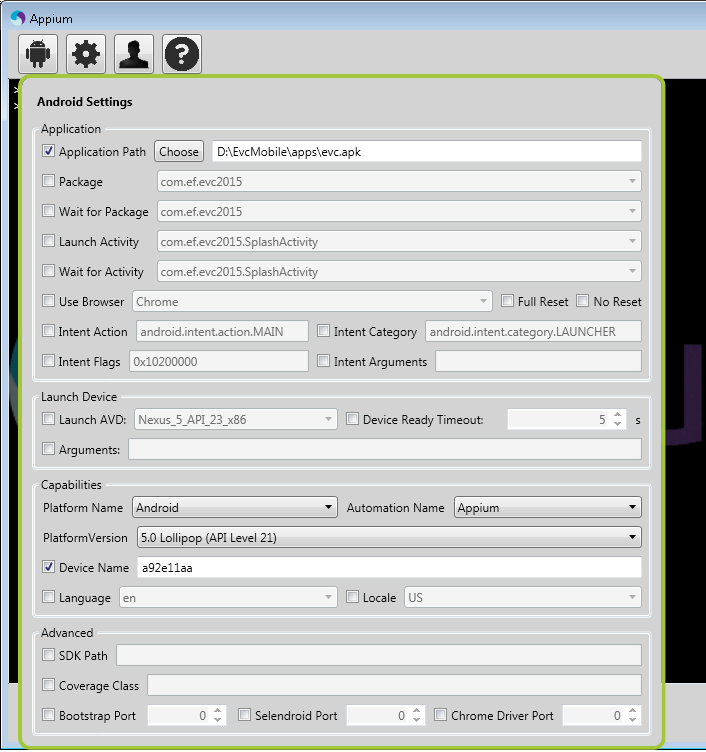 Appium
?
>
>
Android Settings
Application
Application Path Choose D:\EvcMobile\apps\evc.apk
Package com.ef.evc2015
Wait for Package com.ef.evc2015
Launch Activity com.ef.evc2015.SplashActivity
Wait for Activity com.ef.evc2015.SplashActivity
Use Browser Chrome Full Reset No Reset
Intent Action android.intent.action.MAIN Intent Category android.intent.category.LAUNCHER
Intent Flags 0x10200000 Intent Arguments
Launch Device
Launch AVD: Nexus_5_API_23_x86 Device Ready Timeout: 5 s
Arguments:
Capabilities
Platform Name Android Automation Name Appium
PlatformVersion 5.0 Lollipop (API Level 21)
Device Name a92e11aa
Language en Locale US
Advanced
SDK Path
Coverage Class
Bootstrap Port 0 Selendroid Port 0 Chrome Driver Port 0